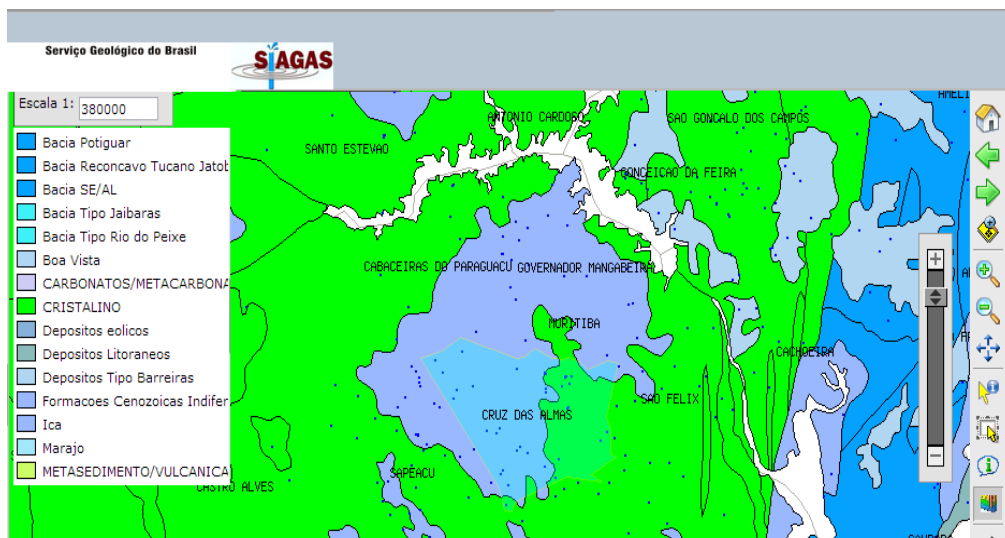 Serviço Geológico do Brasil
SIAGAS
Escala 1: 380000
Bacia Potiguar
Bacia Reconcavo Tucano Jatob
Bacia SE/AL
Bacia Tipo Jaibaras
Bacia Tipo Rio do Peixe
Boa Vista
CARBONATOS/METACARBONA
CRISTALINO
Depositos eolicos
Depositos Litoraneos
Depositos Tipo Barreiras
Formacoes Cenozoicas Indifer
Ica
Marajo
METASEDIMENTO/VULCANICA
ANTONIO CARDOSO
SAO GONCALO DOS CAMPOS
AMELI
SANTO ESTEVAO
CONCEICAO DA FEIRA
CABACEIRAS DO PARAGUACU
GOVERNADOR MANGABEIRA
MURITIBA
CACHOEIRA
SAO FELIX
CRUZ DAS ALMAS
SAPEACU
CASTRO ALVES